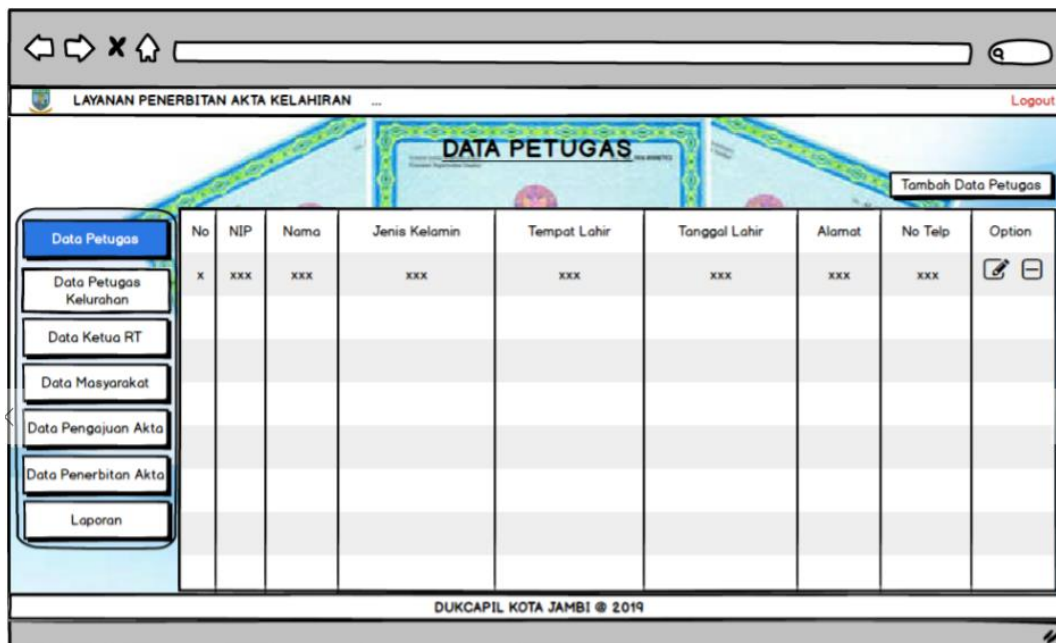 LAYANAN PENERBITAN AKTA KELAHIRAN ...
Logout
DATA PETUGAS
Tambah Data Petugas
Data Petugas
Data Petugas
Kelurahan
Data Ketua RT
Data Masyarakat
Data Pengajuan Akta
Data Penerbitan Akta
Laporan
No NIP Nama Jenis Kelamin Tempat Lahir Tanggal Lahir Alamat No Telp Option
x xxx xxx xxx xxx xxx xxx xxx
DUKCAPIL KOTA JAMBI @ 2019